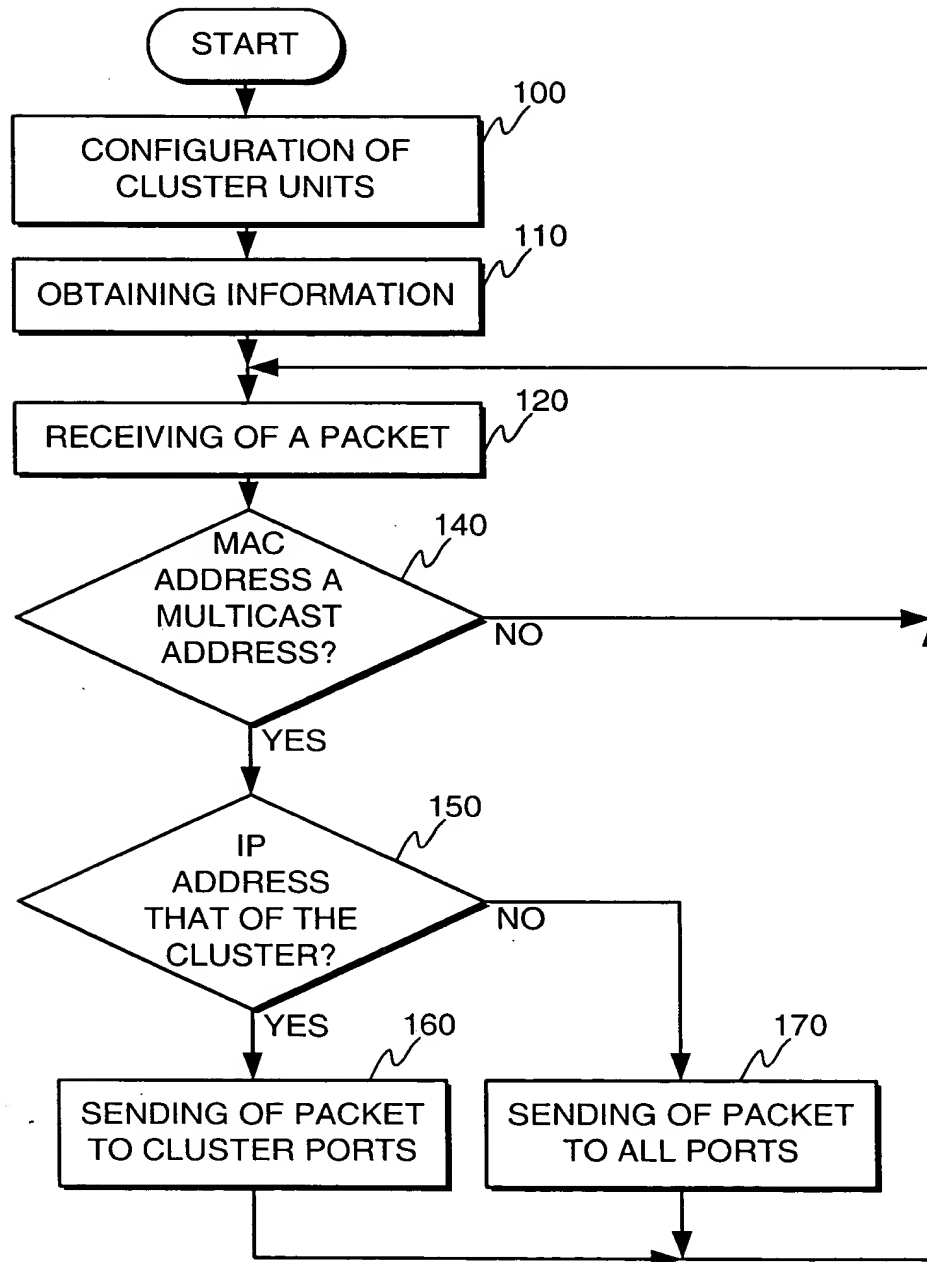 START
100
CONFIGURATION OF
CLUSTER UNITS
110
OBTAINING INFORMATION
120
RECEIVING OF A PACKET
140
MAC
ADDRESS A
MULTICAST
ADDRESS?
NO
YES
150
IP
ADDRESS
THAT OF THE
CLUSTER?
NO
YES
160
SENDING OF PACKET
TO CLUSTER PORTS
170
SENDING OF PACKET
TO ALL PORTS